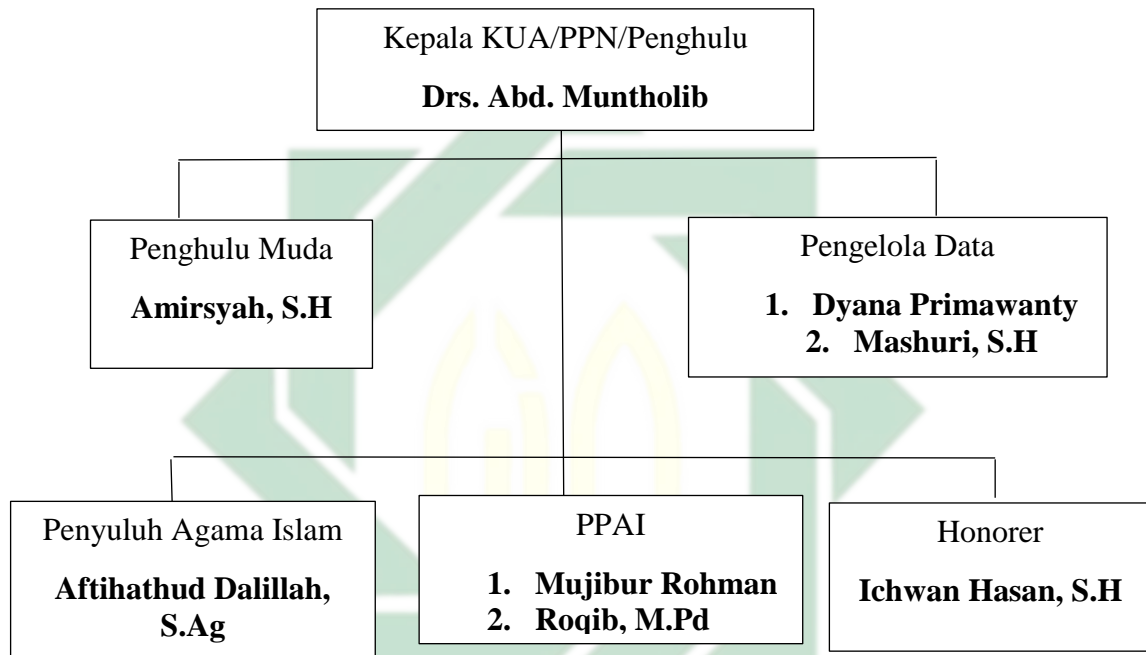 Kepala KUA/PPN/Penghulu
Drs. Abd. Muntholib
Penghulu Muda
Amirsyah, S.H
Pengelola Data
1. Dyana Primawanty
2. Mashuri, S.H
Penyuluh Agama Islam
Aftihathud Dalillah,
S.Ag
PPAI
1. Mujibur Rohman
2. Roqib, M.Pd
Honorer
Ichwan Hasan, S.H